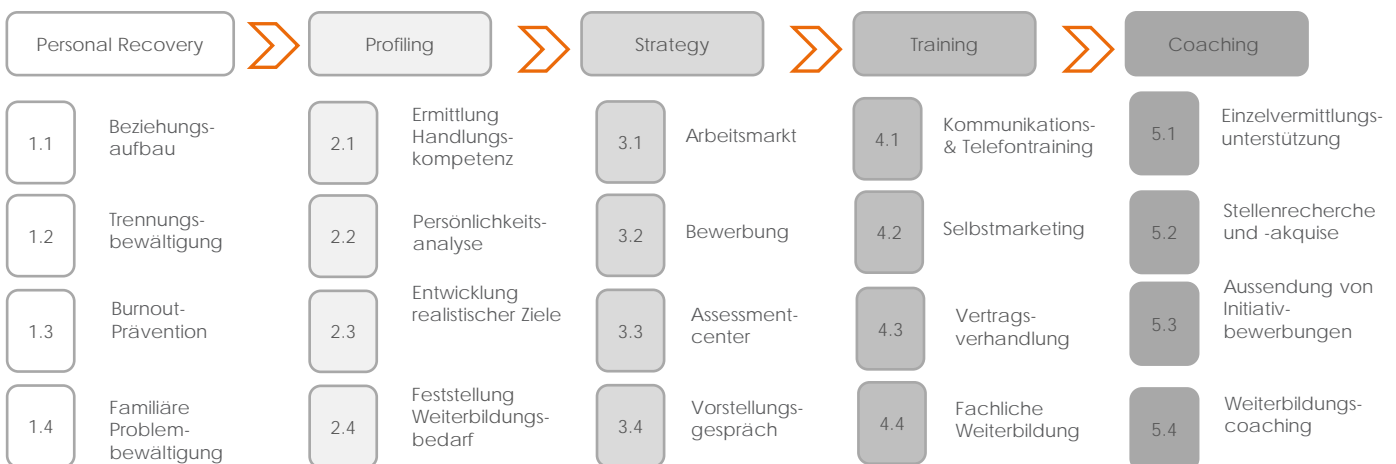 Personal Recovery
Profiling
Strategy
Training
Coaching
1.1
Beziehungs-
aufbau
2.1
Ermittlung
Handlungs-
kompetenz
3.1
Arbeitsmarkt
4.1
Kommunikations-
& Telefontraining
5.1
Einzelvermittlungs-
unterstützung
1.2
Trennungs-
bewältigung
2.2
Persönlichkeits-
analyse
3.2
Bewerbung
4.2
Selbstmarketing
5.2
Stellenrecherche
und -akquise
1.3
Burnout-
Prävention
2.3
Entwicklung
realistischer Ziele
3.3
Assessment-
center
4.3
Vertrags-
verhandlung
5.3
Aussendung von
Initiativ-
bewerbungen
1.4
Familiäre
Problem-
bewältigung
2.4
Feststellung
Weiterbildungs-
bedarf
3.4
Vorstellungs-
gespräch
4.4
Fachliche
Weiterbildung
5.4
Weiterbildungs-
coaching